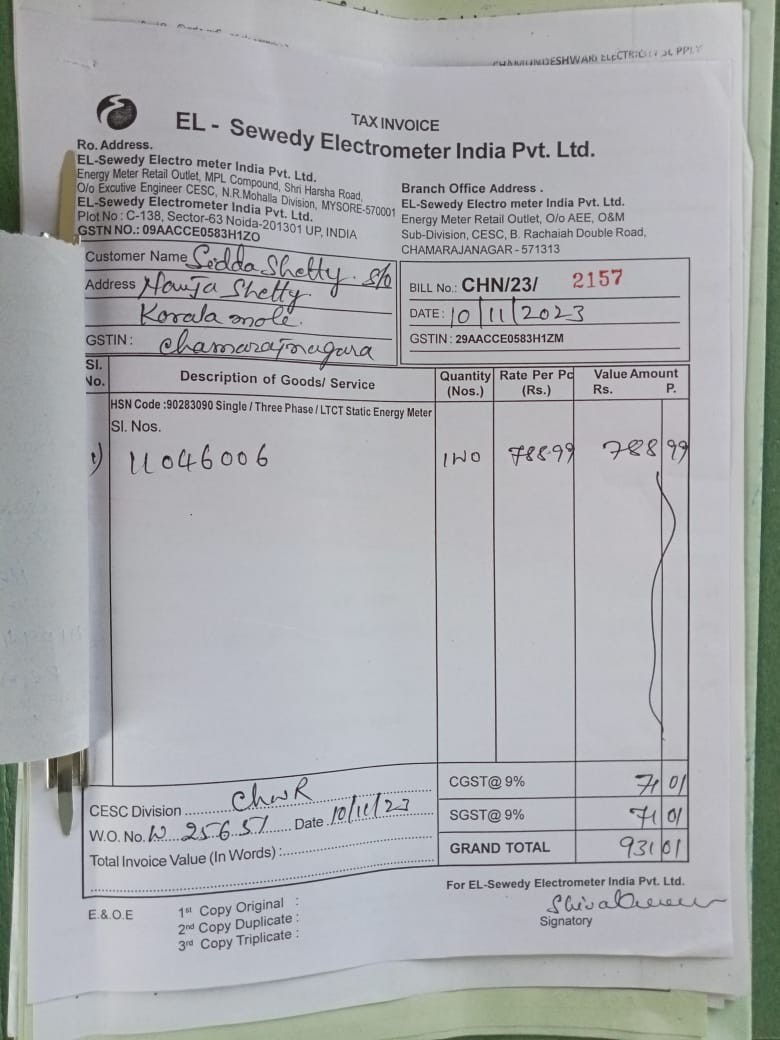 CHAMUNDESHWARI ELECTRICITY SUPPLY
TAX INVOICE
EL - Sewedy Electrometer India Pvt. Ltd.
Ro. Address.
EL-Sewedy Electro meter India Pvt. Ltd.
Energy Meter Retail Outlet, MPL Compound, Shri Harsha Road,
O/o Excutive Engineer CESC, N.R.Mohalla Division, MYSORE-570001
EL-Sewedy Electrometer India Pvt. Ltd.
Plot No : C-138, Sector-63 Noida-201301 UP, INDIA
GSTN NO.: 09AACCE0583H1ZO
Branch Office Address .
EL-Sewedy Electro meter India Pvt. Ltd.
Energy Meter Retail Outlet, O/o AEE, O&M
Sub-Division, CESC, B. Rachaiah Double Road,
CHAMARAJANAGAR - 571313
Customer Name Sidda Shetty. S/o
Address Shetty.
Korala mole.
GSTIN : Chamarajnagara
BILL No.: CHN/23/ 2157
DATE : 10/11/2023
GSTIN : 29AACCE0583H1ZM
Sl. No. Description of Goods/ Service Quantity (Nos.) Rate Per Pc (Rs.) Value Amount Rs. P.
HSN Code :90283090 Single / Three Phase / LTCT Static Energy Meter
Sl. Nos.
1) 11046006 1NO 788.99 788 99
CGST@ 9% 71 01
SGST@ 9% 71 01
GRAND TOTAL 931 01
CESC Division ChNR
W.O. No. W 25657 Date 10/11/23
Total Invoice Value (In Words) :
For EL-Sewedy Electrometer India Pvt. Ltd.
Signatory
E.&.O.E
1st Copy Original :
2nd Copy Duplicate :
3rd Copy Triplicate :